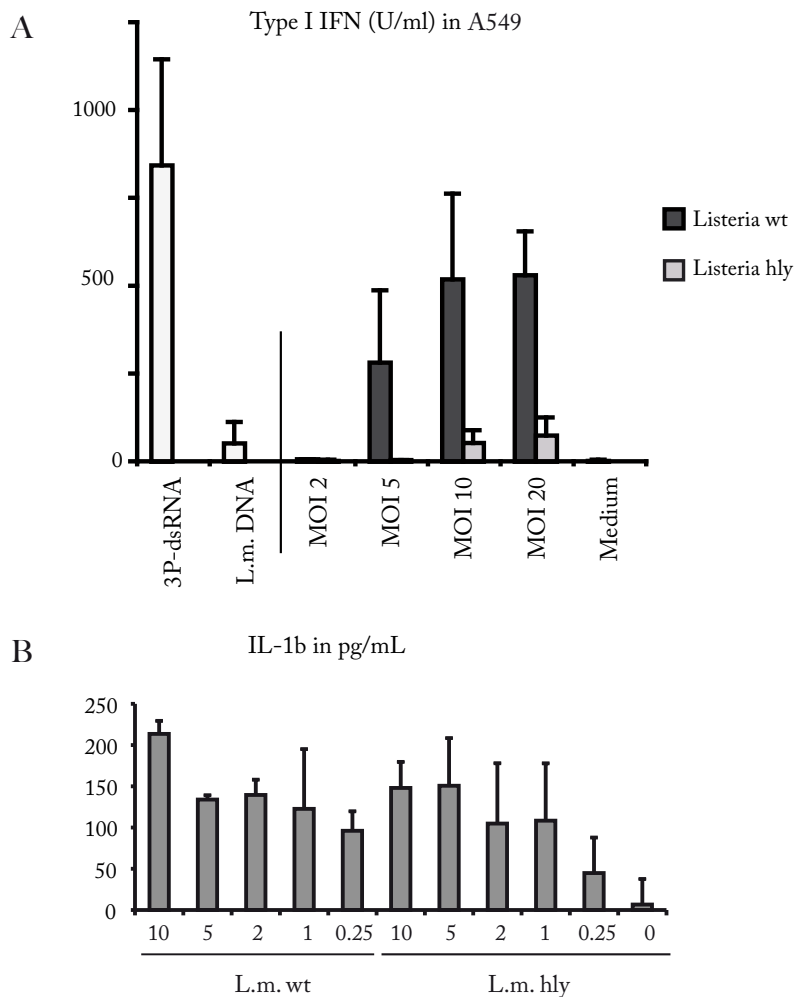 A
Type I IFN (U/ml) in A549
1000
500
0
Listeria wt
Listeria hly
3P-dsRNA
L.m. DNA
MOI 2
MOI 5
MOI 10
MOI 20
Medium
B
IL-1b in pg/mL
250
200
150
100
50
0
10 5 2 1 0.25 10 5 2 1 0.25 0
L.m. wt L.m. hly